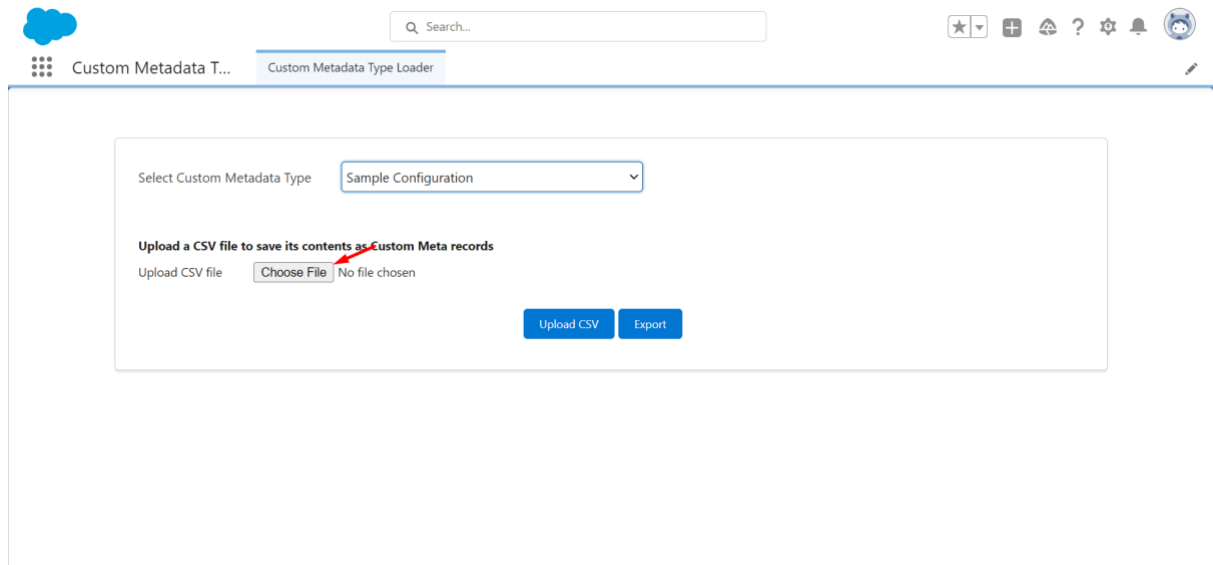 Search...
Custom Metadata T...
Custom Metadata Type Loader
Select Custom Metadata Type
Sample Configuration
Upload a CSV file to save its contents as Custom Meta records
Upload CSV file
Choose File No file chosen
Upload CSV
Export